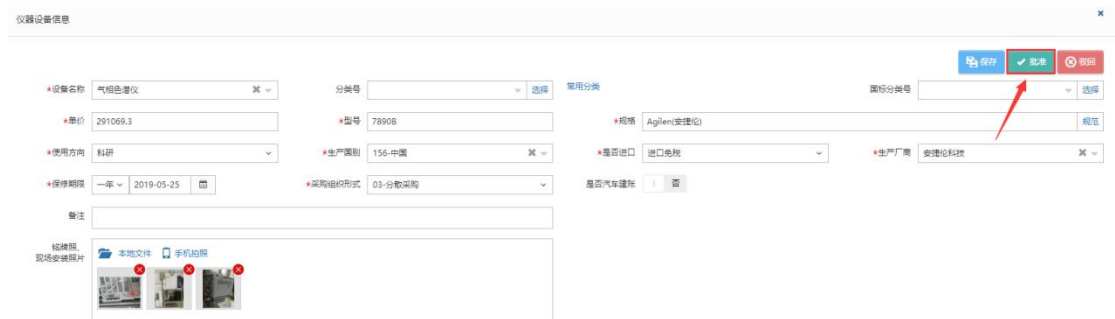 仪器设备信息
保存 批准 驳回
*设备名称 气相色谱仪 分类号 选择 常用分类 国标分类号 选择
*单价 291069.3 *型号 7890B *规格 Agilen(安捷伦) 规范
*使用方向 科研 *生产国别 156-中国 *是否进口 进口免税 *生产厂商 安捷伦科技
*保修期限 一年 2019-05-25 *采购组织形式 03-分散采购 是否汽车建账 否
备注
铭牌照、
现场安装照片 本地文件 手机拍照